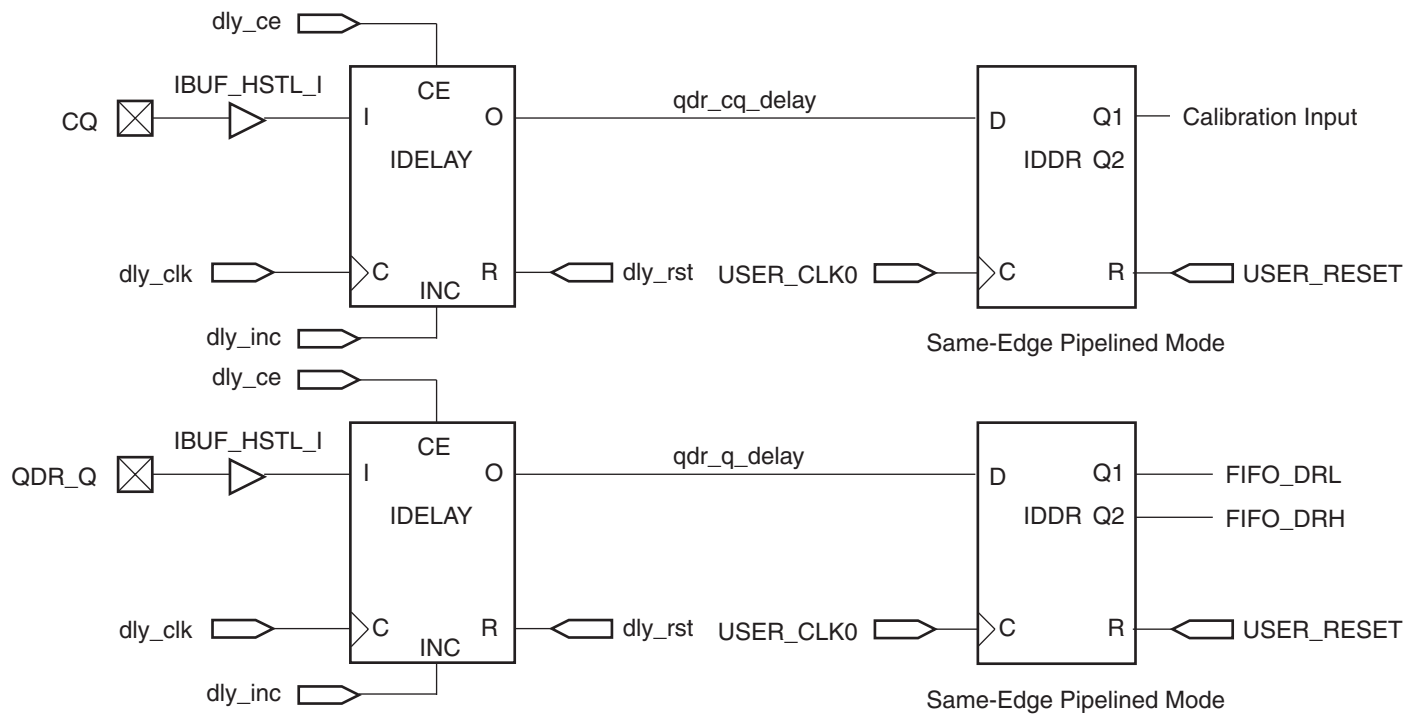 dly_ce
IBUF_HSTL_I
CQ
I
CE
O
IDELAY
qdr_cq_delay
D
Q1
Calibration Input
IDDR Q2
dly_clk
C
INC
R
dly_rst
USER_CLK0
C
R
USER_RESET
dly_inc
Same-Edge Pipelined Mode
dly_ce
IBUF_HSTL_I
QDR_Q
I
CE
O
IDELAY
qdr_q_delay
D
Q1
FIFO_DRL
IDDR Q2
FIFO_DRH
dly_clk
C
INC
R
dly_rst
USER_CLK0
C
R
USER_RESET
dly_inc
Same-Edge Pipelined Mode